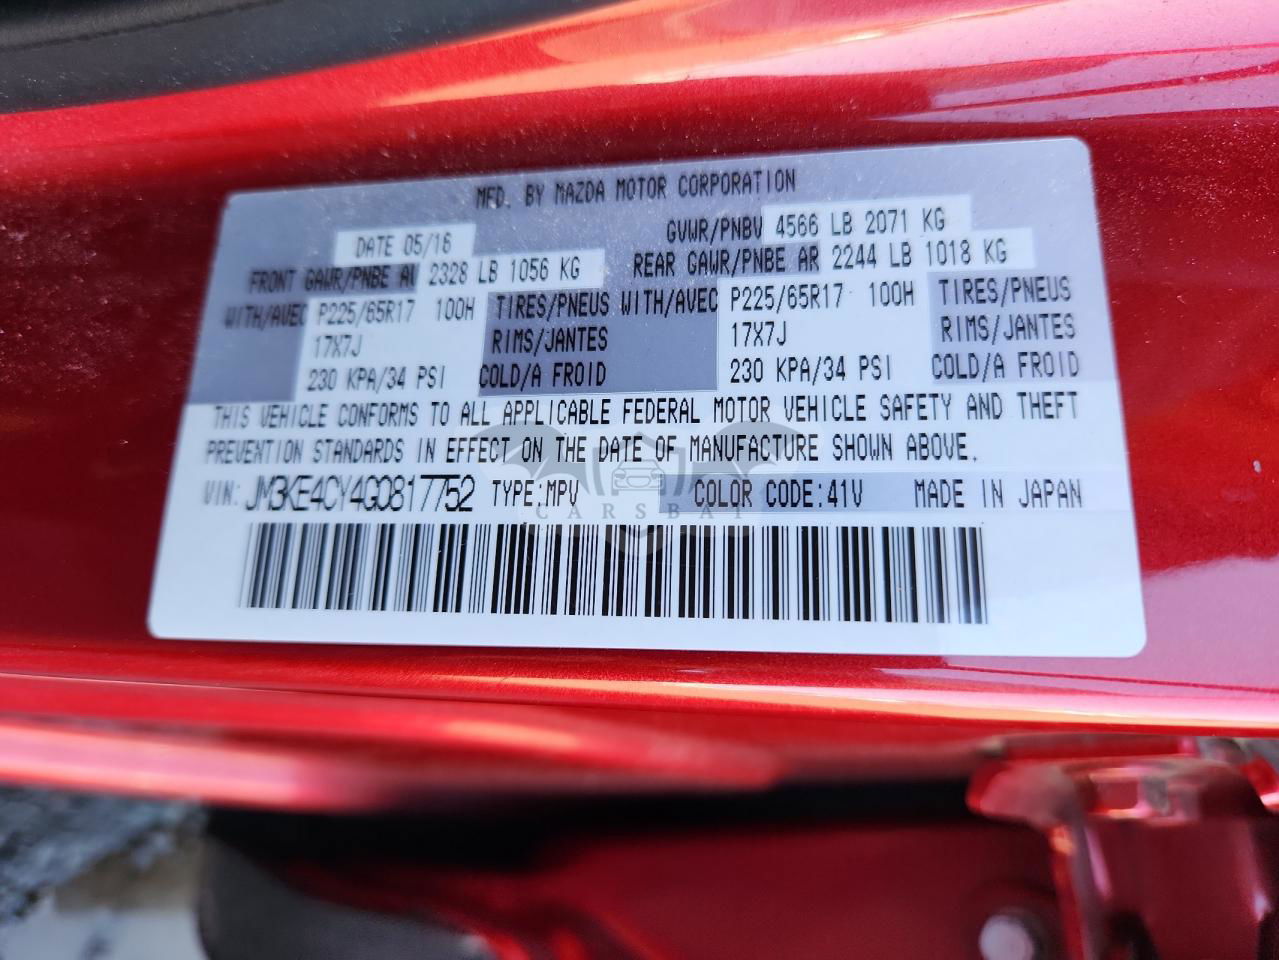 MFD. BY MAZDA MOTOR CORPORATION
DATE 05/16 GVWR/PNBV 4566 LB 2071 KG
FRONT GAWR/PNBE AV 2328 LB 1056 KG REAR GAWR/PNBE AR 2244 LB 1018 KG
WITH/AVEC P225/65R17 100H TIRES/PNEUS WITH/AVEC P225/65R17 100H TIRES/PNEUS
17X7J RIMS/JANTES 17X7J RIMS/JANTES
230 KPA/34 PSI COLD/A FROID 230 KPA/34 PSI COLD/A FROID
THIS VEHICLE CONFORMS TO ALL APPLICABLE FEDERAL MOTOR VEHICLE SAFETY AND THEFT
PREVENTION STANDARDS IN EFFECT ON THE DATE OF MANUFACTURE SHOWN ABOVE.
VIN: JM3KE4CY4G0817752 TYPE:MPV COLOR CODE:41V MADE IN JAPAN
CARSBAT